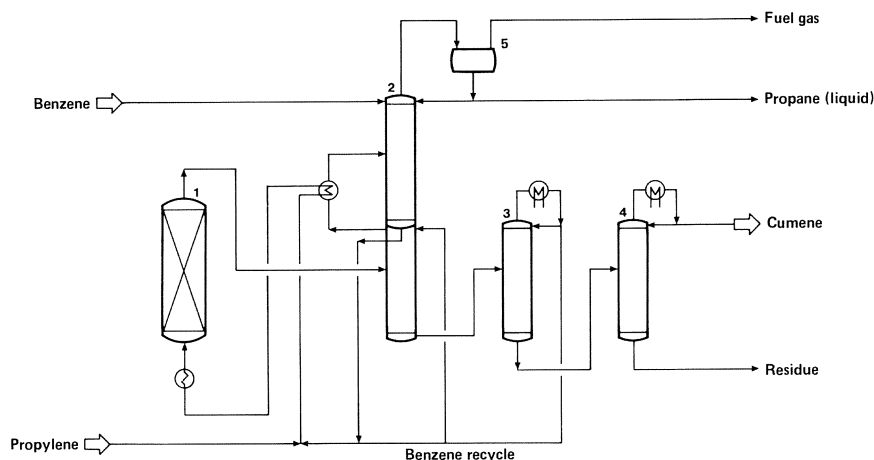 Fuel gas
5
2
Benzene
Propane (liquid)
1
3
4
Cumene
Residue
Propylene
Benzene recycle